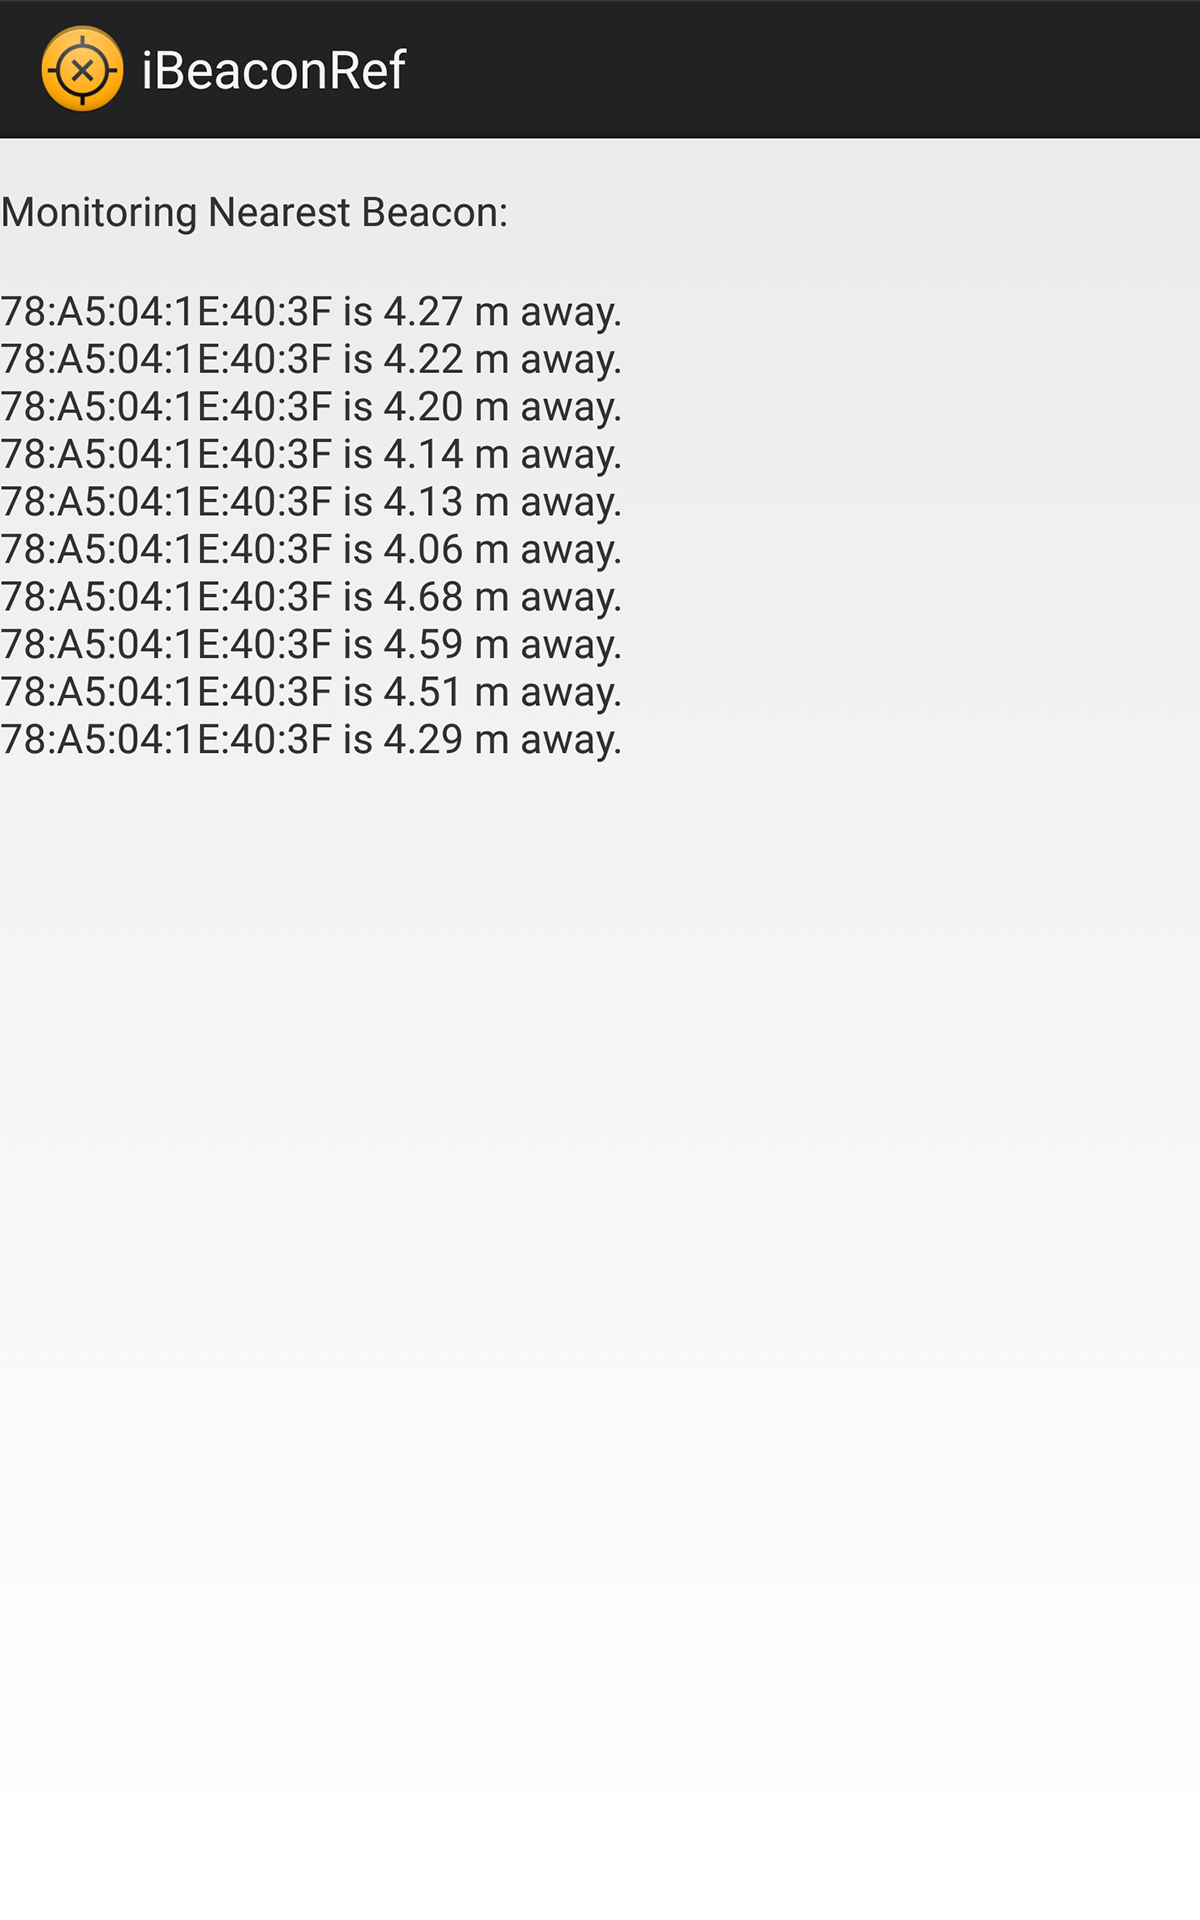 iBeaconRef
Monitoring Nearest Beacon:
78:A5:04:1E:40:3F is 4.27 m away.
78:A5:04:1E:40:3F is 4.22 m away.
78:A5:04:1E:40:3F is 4.20 m away.
78:A5:04:1E:40:3F is 4.14 m away.
78:A5:04:1E:40:3F is 4.13 m away.
78:A5:04:1E:40:3F is 4.06 m away.
78:A5:04:1E:40:3F is 4.68 m away.
78:A5:04:1E:40:3F is 4.59 m away.
78:A5:04:1E:40:3F is 4.51 m away.
78:A5:04:1E:40:3F is 4.29 m away.